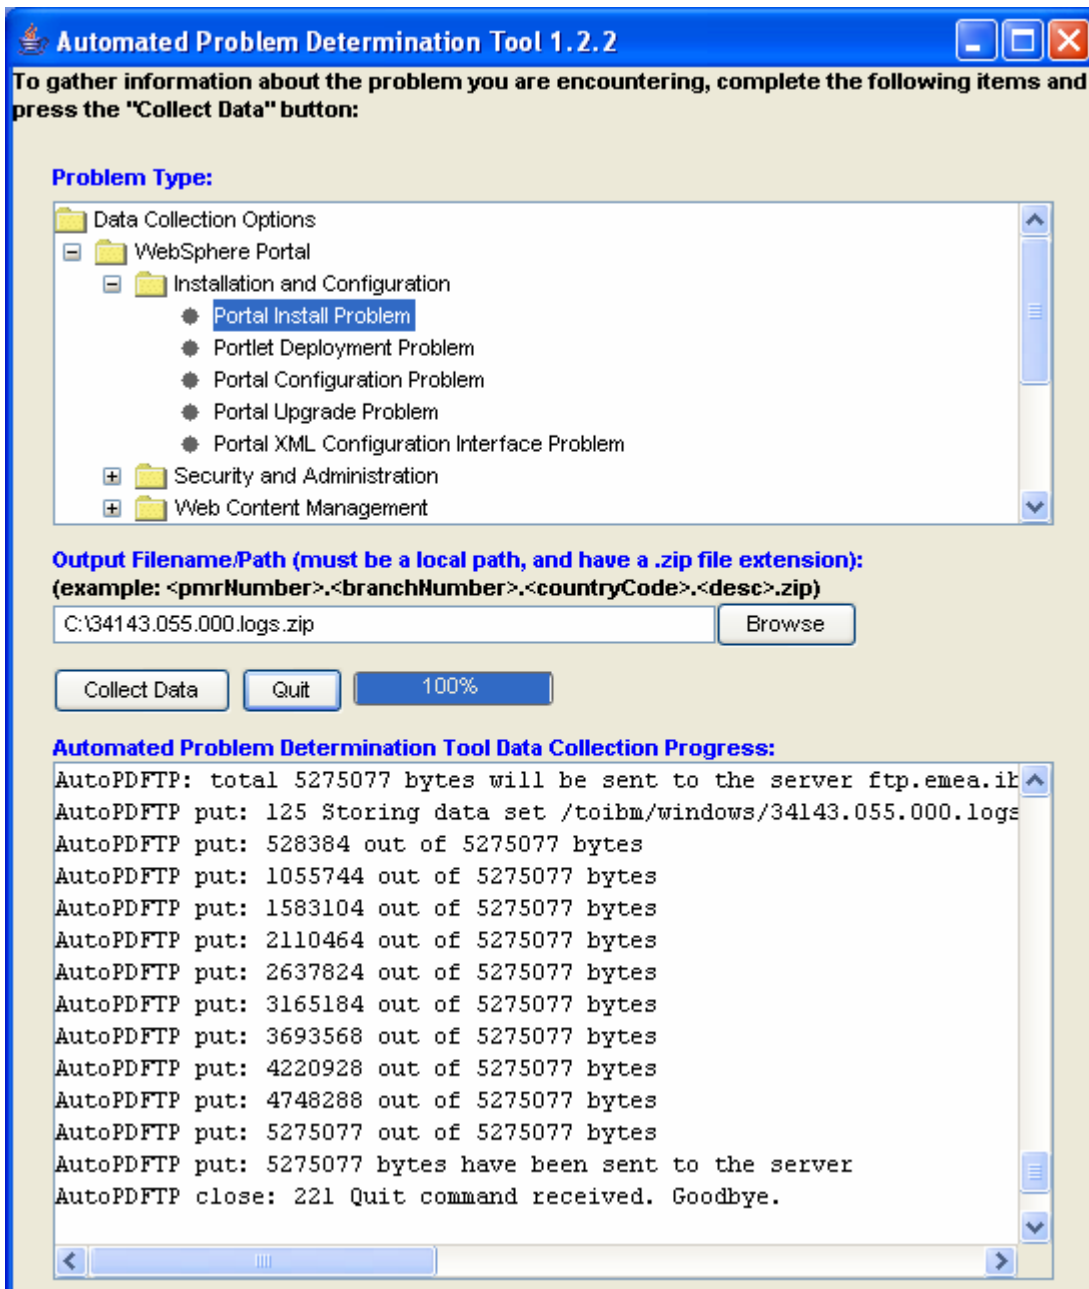 Automated Problem Determination Tool 1.2.2
To gather information about the problem you are encountering, complete the following items and
press the "Collect Data" button:
Problem Type:
Data Collection Options
WebSphere Portal
Installation and Configuration
Portal Install Problem
Portlet Deployment Problem
Portal Configuration Problem
Portal Upgrade Problem
Portal XML Configuration Interface Problem
Security and Administration
Web Content Management
Output Filename/Path (must be a local path, and have a .zip file extension):
(example: <pmrNumber>.<branchNumber>.<countryCode>.<desc>.zip)
C:\34143.055.000.logs.zip
Browse
Collect Data
Quit
100%
Automated Problem Determination Tool Data Collection Progress:
AutoPDFTP: total 5275077 bytes will be sent to the server ftp.emea.ib
AutoPDFTP put: 125 Storing data set /toibm/windows/34143.055.000.logs
AutoPDFTP put: 528384 out of 5275077 bytes
AutoPDFTP put: 1055744 out of 5275077 bytes
AutoPDFTP put: 1583104 out of 5275077 bytes
AutoPDFTP put: 2110464 out of 5275077 bytes
AutoPDFTP put: 2637824 out of 5275077 bytes
AutoPDFTP put: 3165184 out of 5275077 bytes
AutoPDFTP put: 3693568 out of 5275077 bytes
AutoPDFTP put: 4220928 out of 5275077 bytes
AutoPDFTP put: 4748288 out of 5275077 bytes
AutoPDFTP put: 5275077 out of 5275077 bytes
AutoPDFTP put: 5275077 bytes have been sent to the server
AutoPDFTP close: 221 Quit command received. Goodbye.